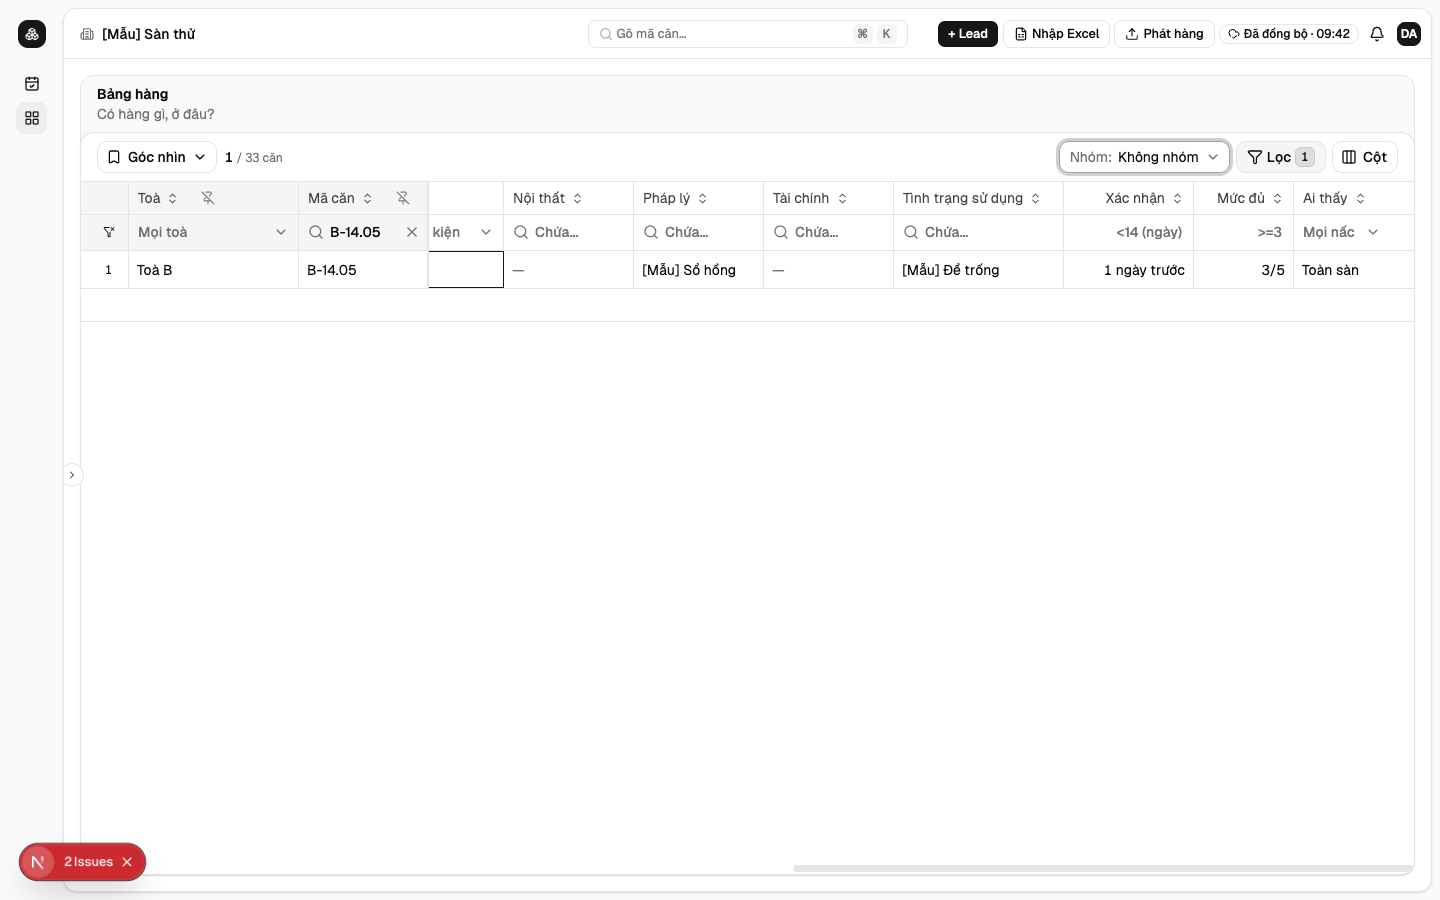 [Mẫu] Sàn thử
Gõ mã căn...
⌘ K
+ Lead
Nhập Excel
Phát hàng
Đã đồng bộ · 09:42
DA
Bảng hàng
Có hàng gì, ở đâu?
Góc nhìn
1 / 33 căn
Nhóm: Không nhóm
Lọc 1
Cột
Toà Mã căn Nội thất Pháp lý Tài chính Tình trạng sử dụng Xác nhận Mức đủ Ai thấy
Mọi toà B-14.05 kiện Chứa... Chứa... Chứa... Chứa... <14 (ngày) >=3 Mọi nấc
1 Toà B B-14.05 — [Mẫu] Sổ hồng — [Mẫu] Để trống 1 ngày trước 3/5 Toàn sàn
N 2 Issues